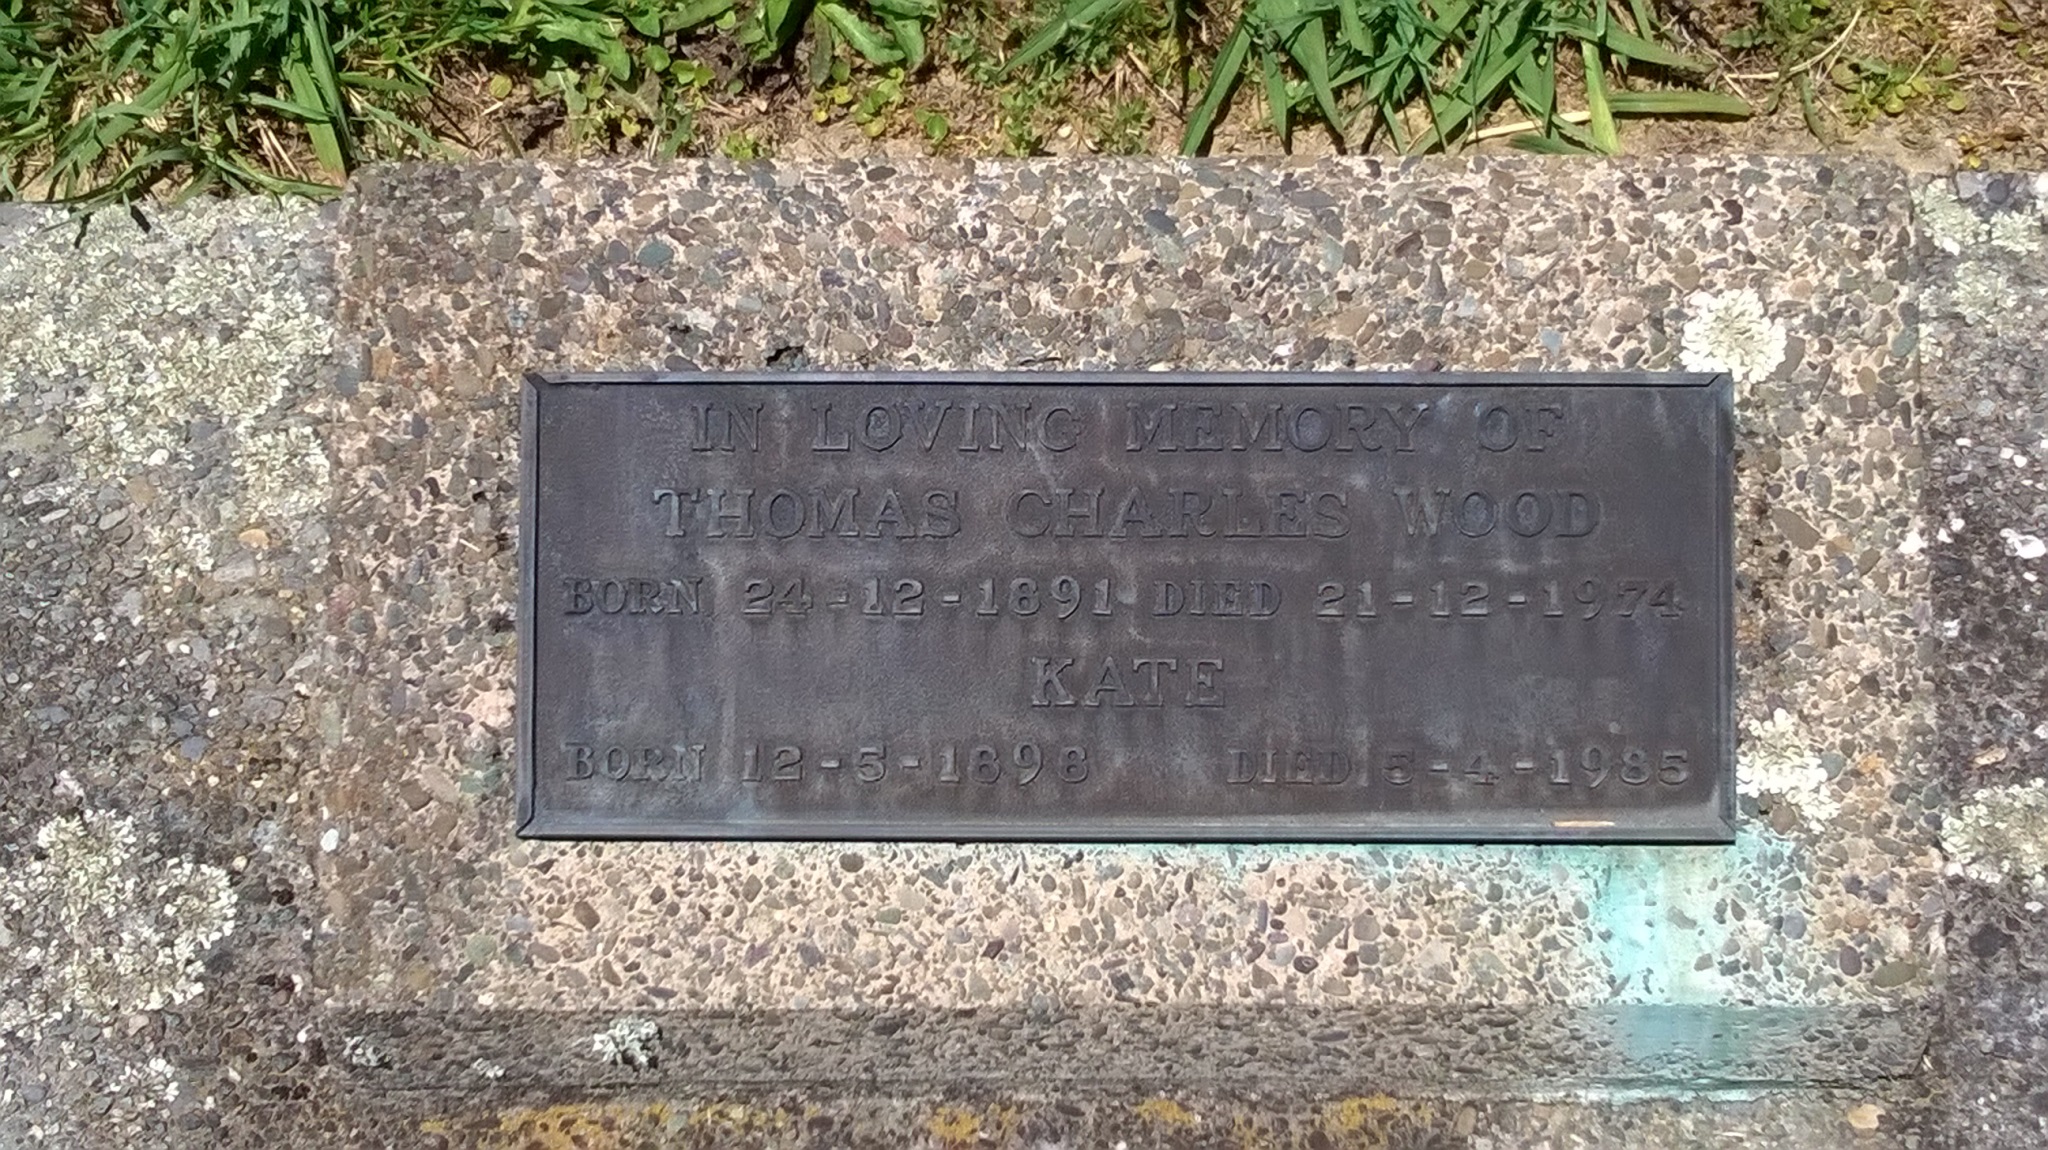 IN LOVING MEMORY OF
THOMAS CHARLES WOOD
BORN 24-12-1891 DIED 21-12-1974
KATE
BORN 12-5-1898 DIED 5-4-1985